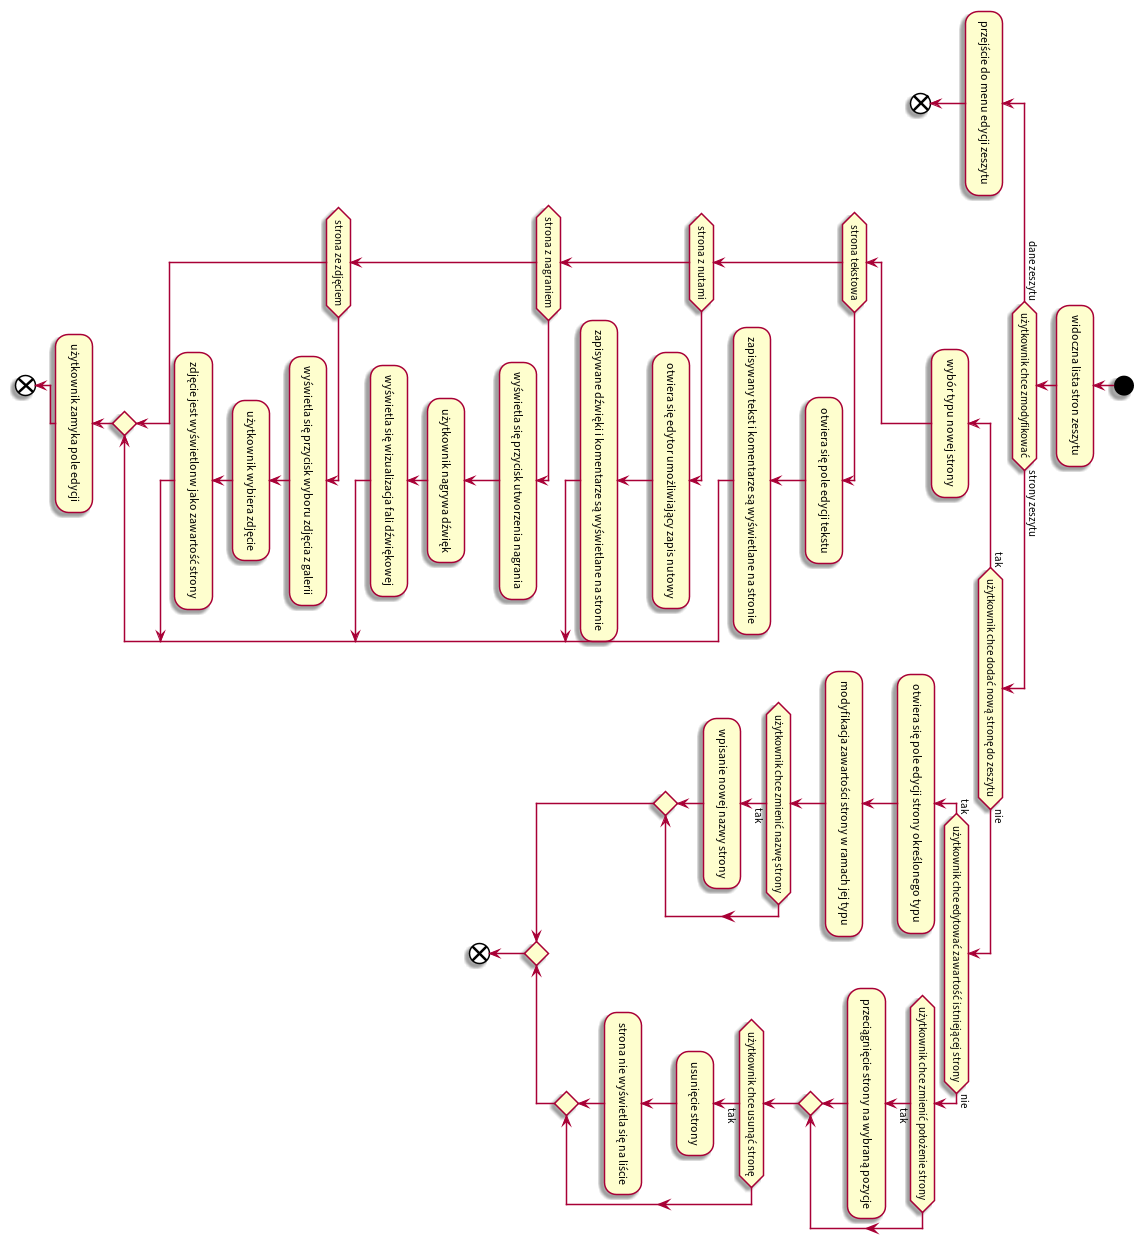 widoczna lista stron zeszytu
użytkownik chce zmodyfikować
dane zeszytu
strony zeszytu
przejście do menu edycji zeszytu
użytkownik chce dodać nową stronę do zeszytu
tak
nie
wybór typu nowej strony
strona tekstowa
otwiera się pole edycji tekstu
zapisywany tekst i komentarze są wyświetlane na stronie
strona z nutami
otwiera się edytor umożliwiający zapis nutowy
zapisywane dźwięki i komentarze są wyświetlane na stronie
strona z nagraniem
wyświetla się przycisk utworzenia nagrania
użytkownik nagrywa dźwięk
wyświetla się wizualizacja fali dźwiękowej
strona ze zdjęciem
wyświetla się przycisk wyboru zdjęcia z galerii
użytkownik wybiera zdjęcie
zdjęcie jest wyświetlonw jako zawartość strony
użytkownik zamyka pole edycji
użytkownik chce edytować zawartość istniejącej strony
tak
nie
otwiera się pole edycji strony określonego typu
modyfikacja zawartości strony w ramach jej typu
użytkownik chce zmienić nazwę strony
tak
wpisanie nowej nazwy strony
użytkownik chce zmienić położenie strony
tak
przeciągnięcie strony na wybraną pozycje
użytkownik chce usunąć stronę
tak
usunięcie strony
strona nie wyświetla się na liście